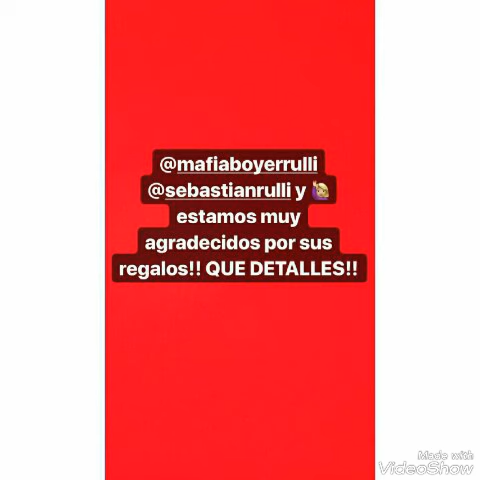 @mafiaboyerrulli
@sebastianrulli y 🙋🏼‍♀️
estamos muy
agradecidos por sus
regalos!! QUE DETALLES!!
Made with
VideoShow